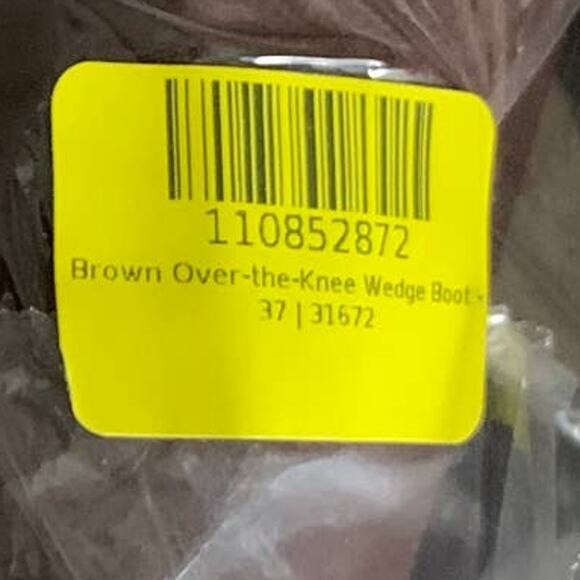 110852872
Brown Over-the-Knee Wedge Boot -
37 | 31672